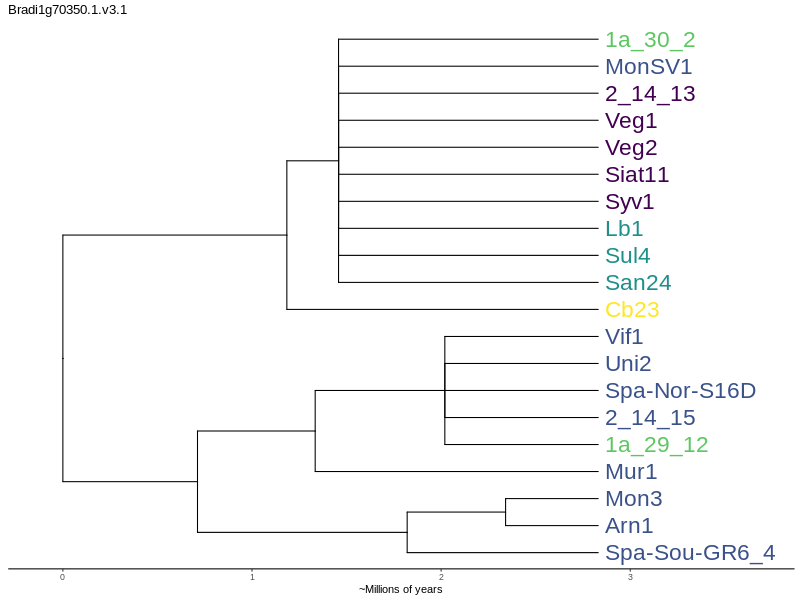 Bradi1g70350.1.v3.1
1a_30_2
MonSV1
2_14_13
Veg1
Veg2
Siat11
Syv1
Lb1
Sul4
San24
Cb23
Vif1
Uni2
Spa-Nor-S16D
2_14_15
1a_29_12
Mur1
Mon3
Arn1
Spa-Sou-GR6_4
0 1 2 3
~Millions of years